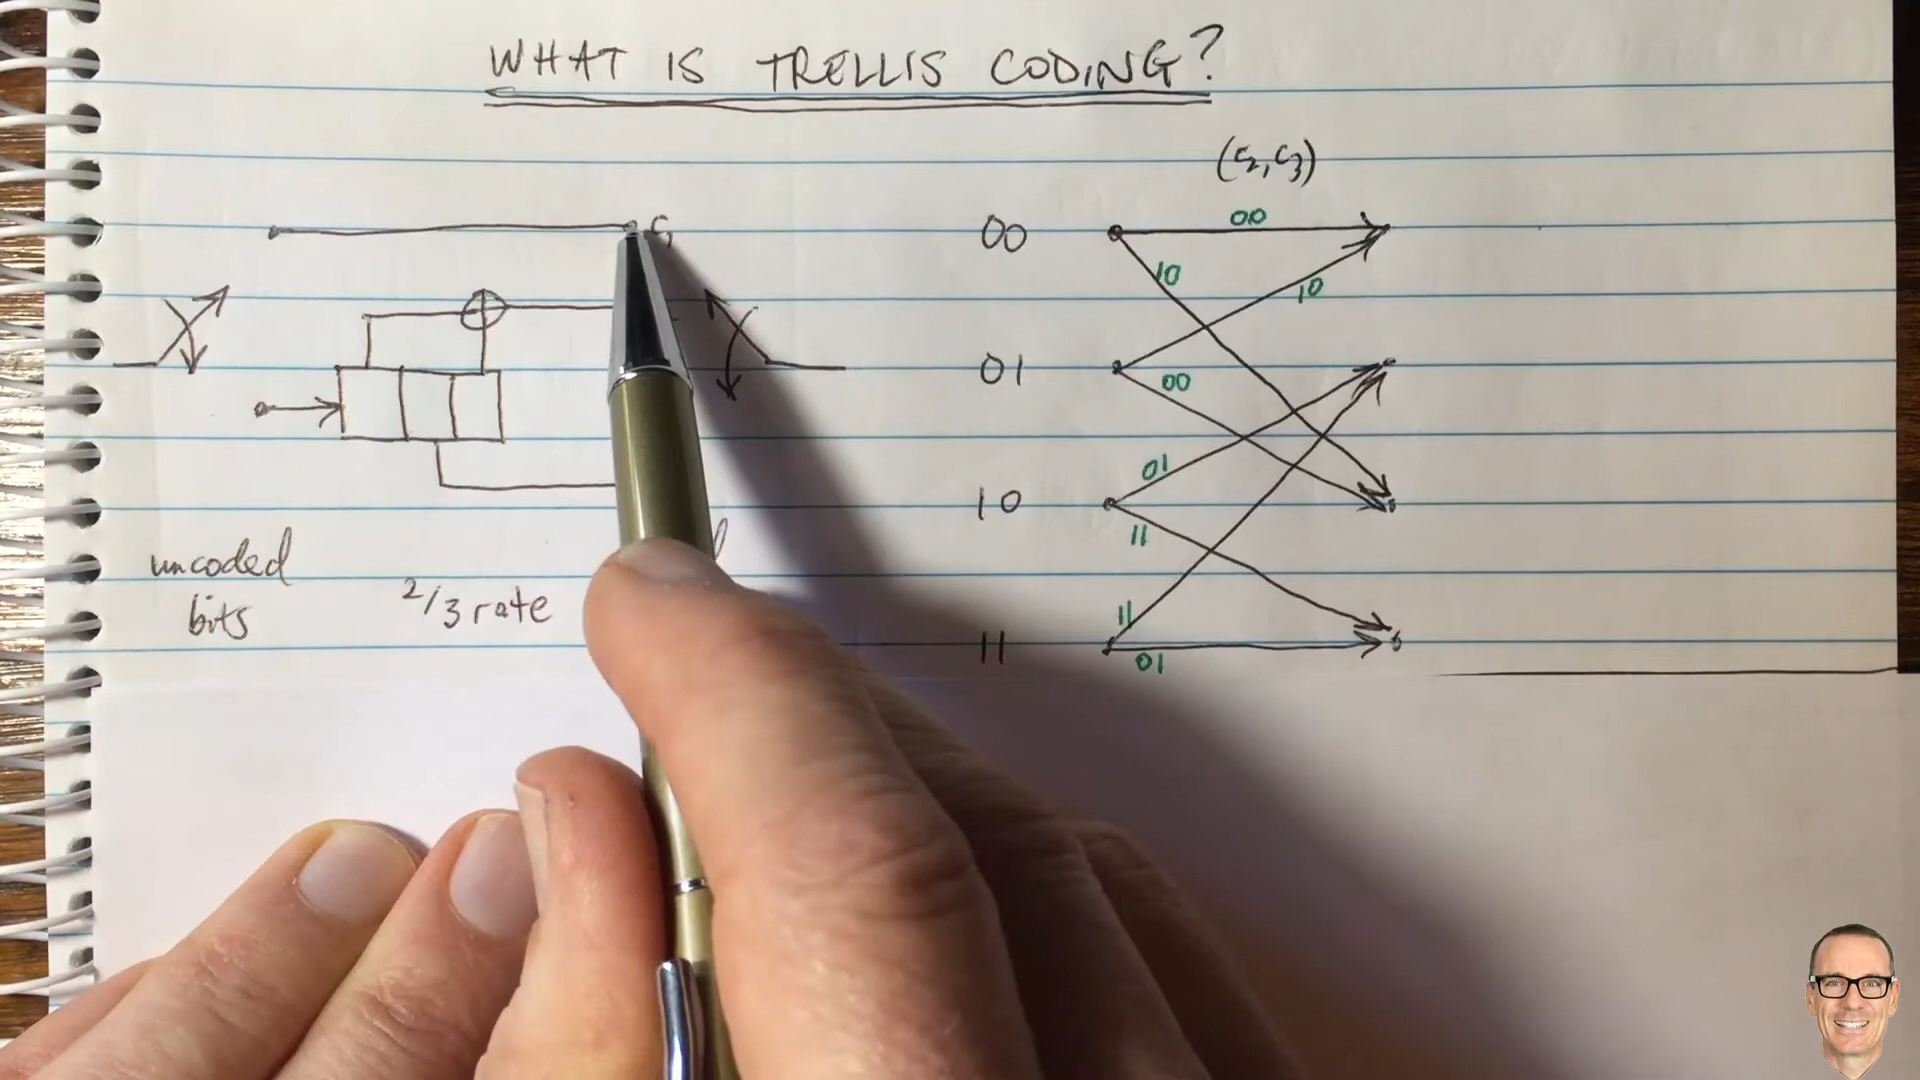 WHAT IS TRELLIS CODING?
(c2, c3)
c1
00
00
10
10
01
00
01
10
11
11
11
01
uncoded
bits
2/3 rate